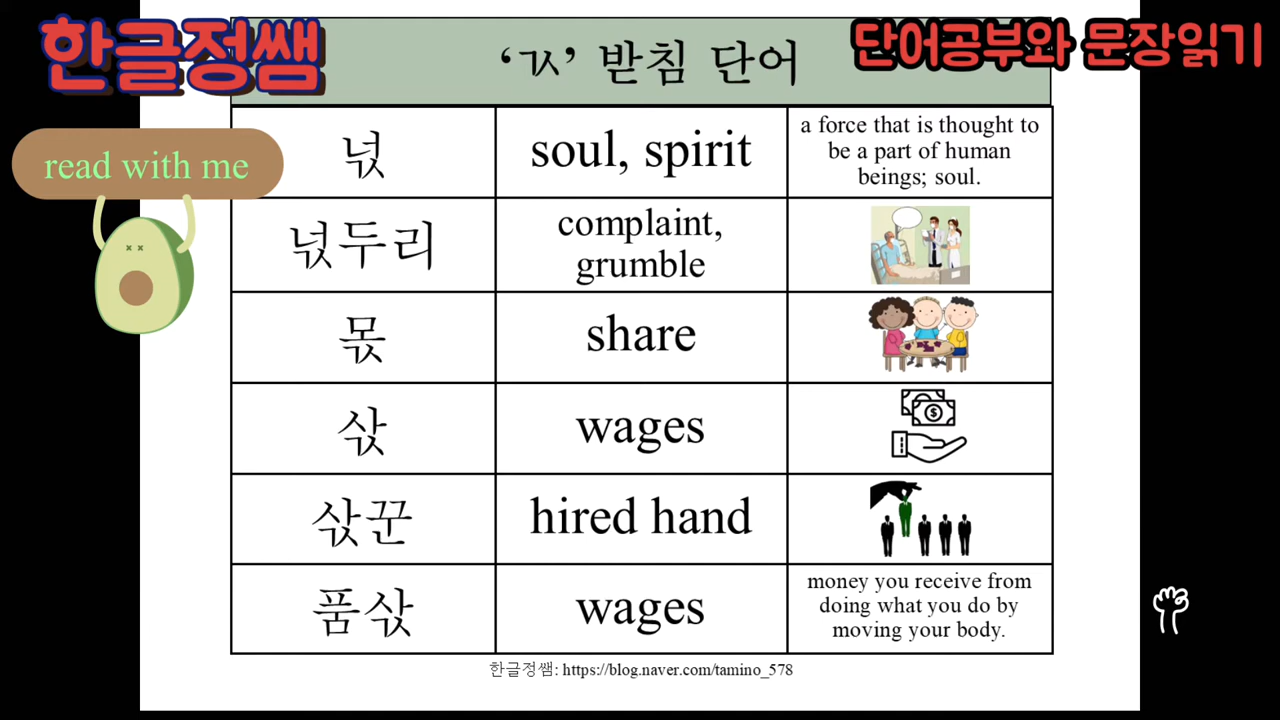 한글정쌤
‘ㄳ’ 받침 단어
단어공부와 문장읽기
read with me
넋
soul, spirit
a force that is thought to
be a part of human
beings; soul.
넋두리
complaint,
grumble
몫
share
삯
wages
삯꾼
hired hand
품삯
wages
money you receive from
doing what you do by
moving your body.
한글정쌤: https://blog.naver.com/tamino_578